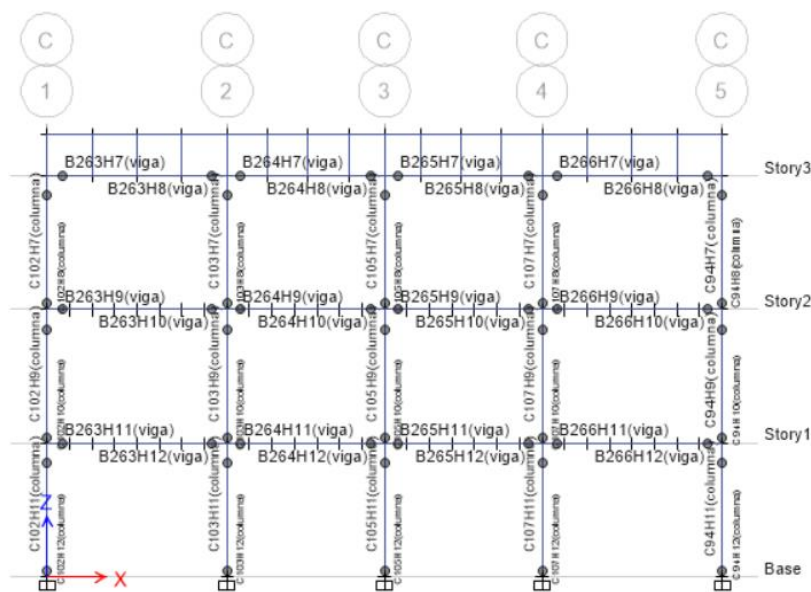 C C C C C
1 2 3 4 5
B263H7(viga) B264H7(viga) B265H7(viga) B266H7(viga) Story3
B263H8(viga) B264H8(viga) B265H8(viga) B266H8(viga)
C102H7(columna) C103H7(columna) C105H7(columna) C107H7(columna) C94H7(columna) C94H8(columna)
B263H9(viga) B264H9(viga) B265H9(viga) B266H9(viga) Story2
B263H10(viga) B264H10(viga) B265H10(viga) B266H10(viga)
C102H9(columna) C103H9(columna) C105H9(columna) C107H9(columna) C94H9(columna) C94H10(columna)
B263H11(viga) B264H11(viga) B265H11(viga) B266H11(viga) Story1
B263H12(viga) B264H12(viga) B265H12(viga) B266H12(viga)
C102H11(columna) C103H11(columna) C105H11(columna) C107H11(columna) C94H11(columna) C94H12(columna)
Z
X
Base